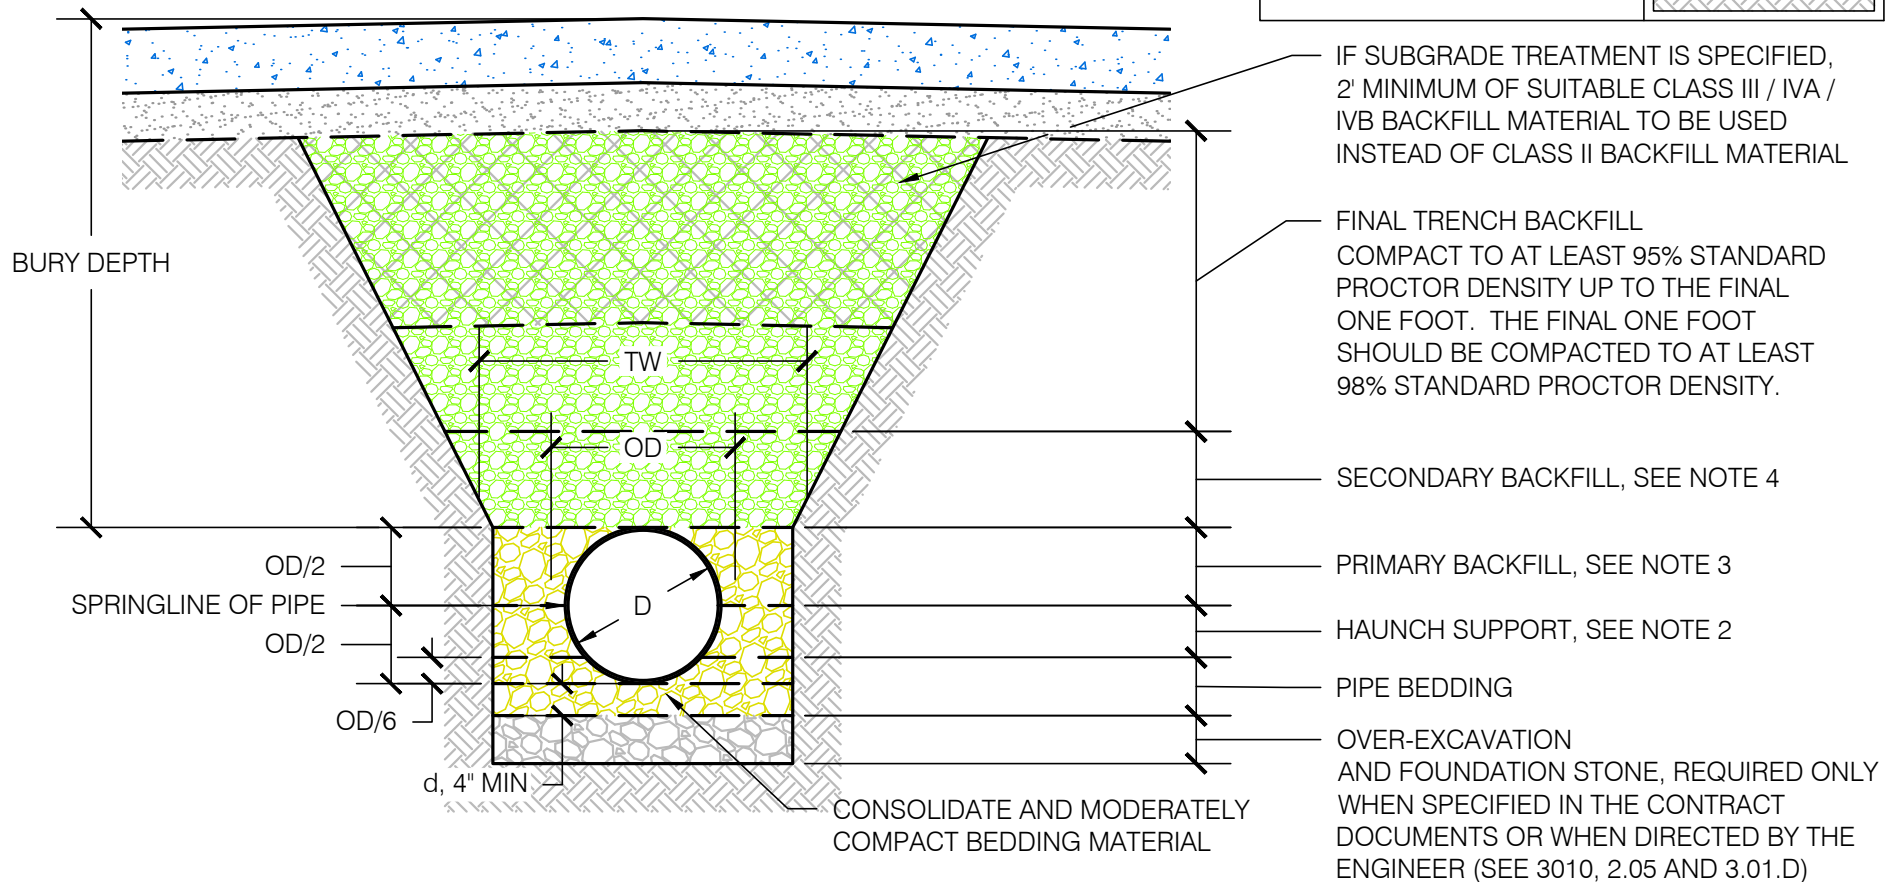 IF SUBGRADE TREATMENT IS SPECIFIED,
2' MINIMUM OF SUITABLE CLASS III / IVA /
IVB BACKFILL MATERIAL TO BE USED
INSTEAD OF CLASS II BACKFILL MATERIAL
FINAL TRENCH BACKFILL
COMPACT TO AT LEAST 95% STANDARD
PROCTOR DENSITY UP TO THE FINAL
ONE FOOT. THE FINAL ONE FOOT
SHOULD BE COMPACTED TO AT LEAST
98% STANDARD PROCTOR DENSITY.
BURY DEPTH
TW
OD
SECONDARY BACKFILL, SEE NOTE 4
OD/2
PRIMARY BACKFILL, SEE NOTE 3
SPRINGLINE OF PIPE
D
OD/2
HAUNCH SUPPORT, SEE NOTE 2
PIPE BEDDING
OD/6
OVER-EXCAVATION
AND FOUNDATION STONE, REQUIRED ONLY
WHEN SPECIFIED IN THE CONTRACT
DOCUMENTS OR WHEN DIRECTED BY THE
ENGINEER (SEE 3010, 2.05 AND 3.01.D)
d, 4" MIN
CONSOLIDATE AND MODERATELY
COMPACT BEDDING MATERIAL